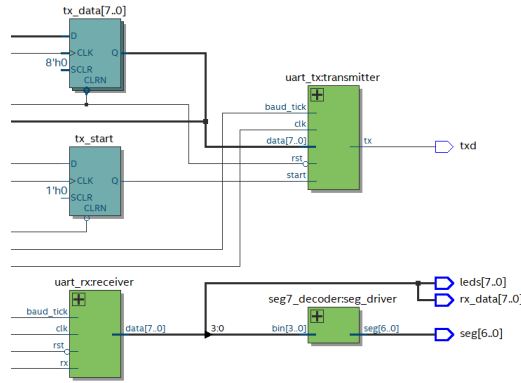 tx_data[7..0]
D
CLK
Q
8'h0
SCLR
CLRN
uart_tx:transmitter
baud_tick
clk
data[7..0]
tx
txd
rst
start
tx_start
D
CLK
Q
1'h0
SCLR
CLRN
uart_rx:receiver
baud_tick
clk
data[7..0]
rst
rx
3:0
seg7_decoder:seg_driver
bin[3..0]
seg[6..0]
leds[7..0]
rx_data[7..0]
seg[6..0]